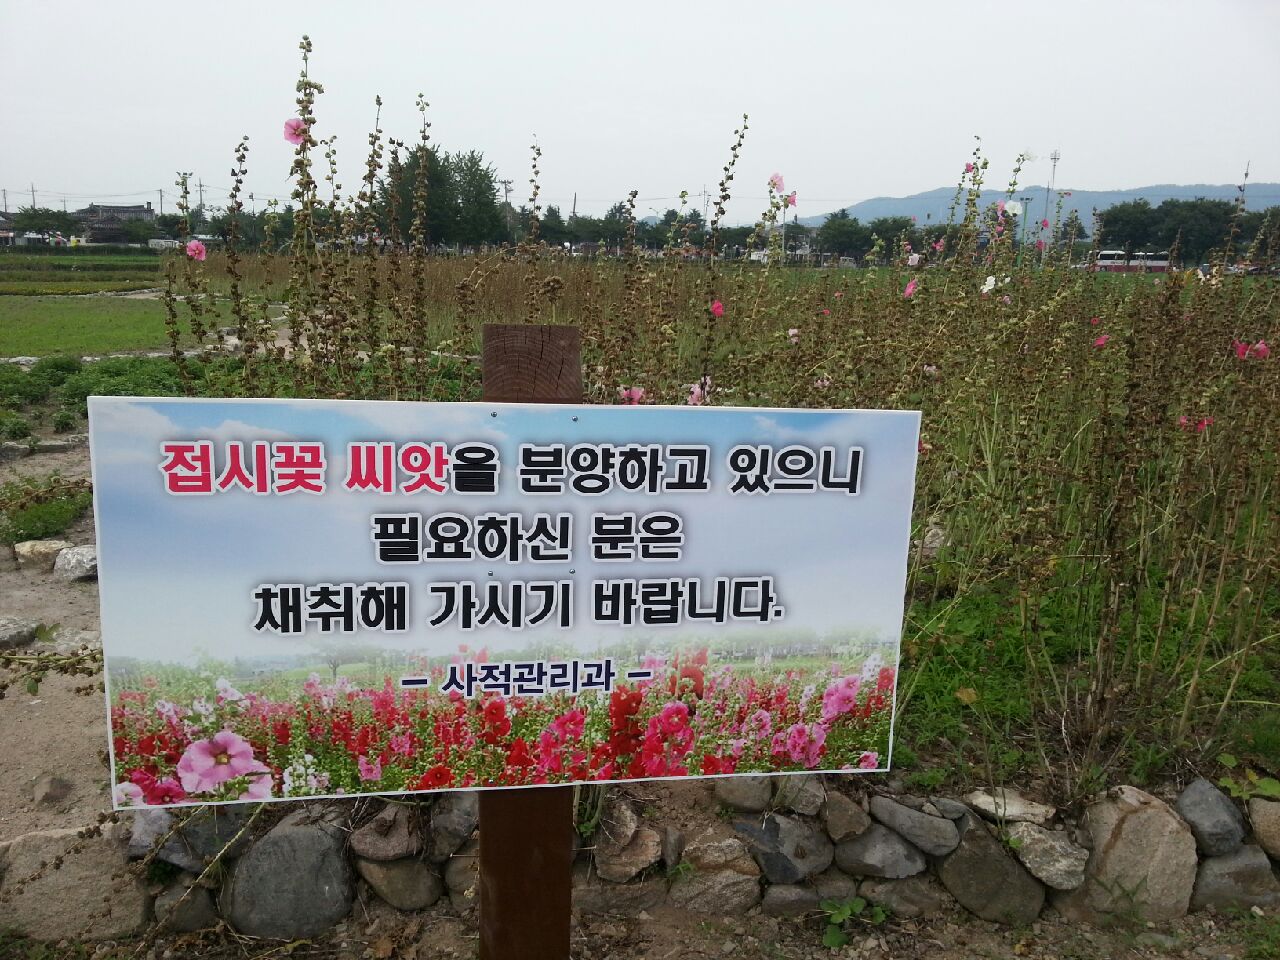 접시꽃 씨앗을 분양하고 있으니
필요하신 분은
채취해 가시기 바랍니다.
- 사적관리과 -